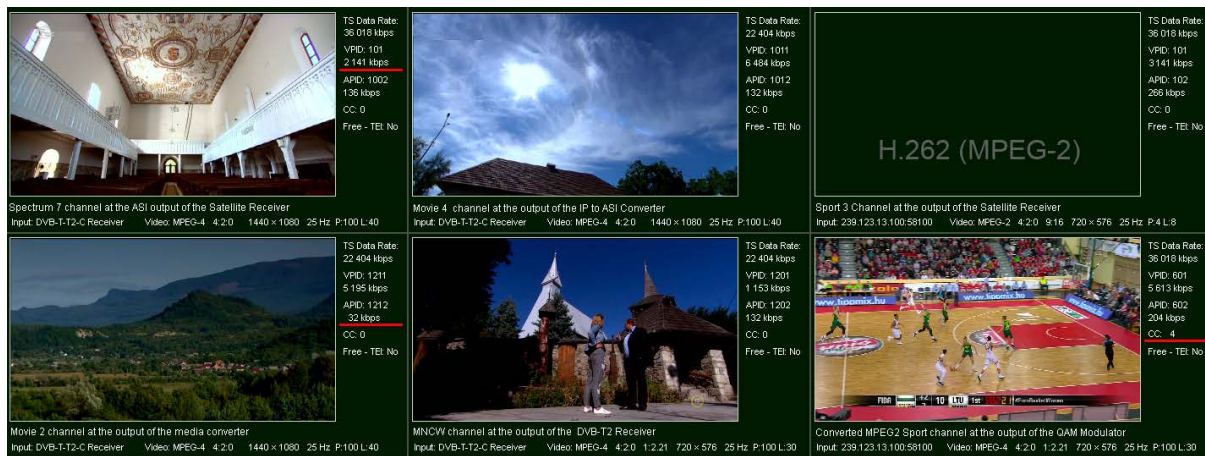 TS Data Rate:
36 018 kbps
VPID: 101
2 141 kbps
APID: 1002
136 kbps
CC: 0
Free - TEI: No
Spectrum 7 channel at the ASI output of the Satellite Receiver
Input: DVB-T-T2-C Receiver Video: MPEG-4 4:2:0 1440 × 1080 25 Hz P:100 L:40
TS Data Rate:
22 404 kbps
VPID: 1011
6 484 kbps
APID: 1012
132 kbps
CC: 0
Free - TEI: No
Movie 4 channel at the output of the IP to ASI Converter
Input: DVB-T-T2-C Receiver Video: MPEG-4 4:2:0 1440 × 1080 25 Hz P:100 L:40
H.262 (MPEG-2)
TS Data Rate:
36 018 kbps
VPID: 101
3141 kbps
APID: 102
266 kbps
CC: 0
Free - TEI: No
Sport 3 Channel at the output of the Satellite Receiver
Input: 239.123.13.100:58100 Video: MPEG-2 4:2:0 9:16 720 × 576 25 Hz P:4 L:8
TS Data Rate:
22 404 kbps
VPID: 1211
5 195 kbps
APID: 1212
32 kbps
CC: 0
Free - TEI: No
Movie 2 channel at the output of the media converter
Input: DVB-T-T2-C Receiver Video: MPEG-4 4:2:0 1440 × 1080 25 Hz P:100 L:40
TS Data Rate:
22 404 kbps
VPID: 1201
1 153 kbps
APID: 1202
132 kbps
CC: 0
Free - TEI: No
MNCW channel at the output of the DVB-T2 Receiver
Input: DVB-T-T2-C Receiver Video: MPEG-4 4:2:0 1:2.21 720 × 576 25 Hz P:100 L:30
www.tippmix.hu
www.tippmix.hu
FIBA
10 LTU 1st
TS Data Rate:
36 018 kbps
VPID: 601
5 613 kbps
APID: 602
204 kbps
CC: 4
Free - TEI: No
Converted MPEG2 Sport channel at the output of the QAM Modulator
Input: 239.123.13.100:58100 Video: MPEG-4 4:2:0 1:2.21 720 × 576 25 Hz P:100 L:30